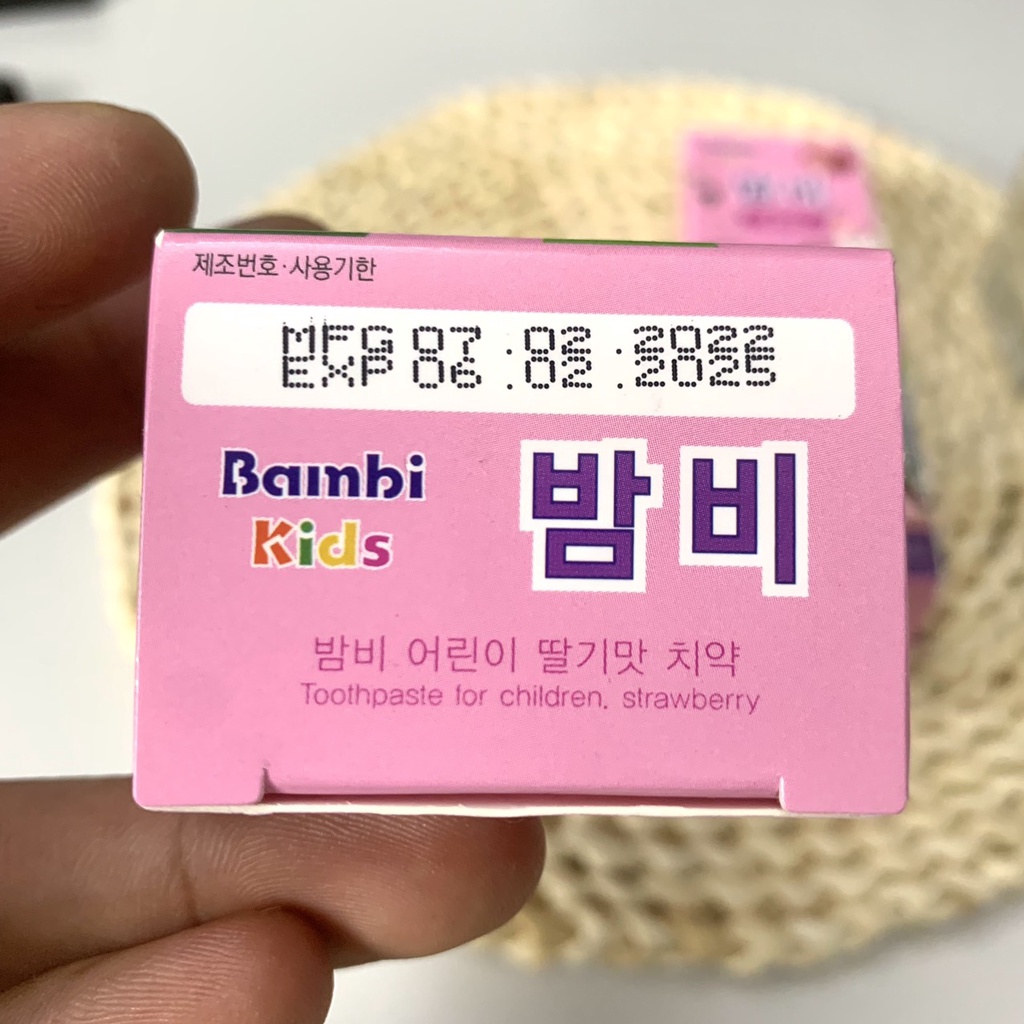 제조번호·사용기한
MFG 07 :02 :2022
EXP 06 :02 :2025
Bambi
Kids
밤비
밤비 어린이 딸기맛 치약
Toothpaste for children, strawberry